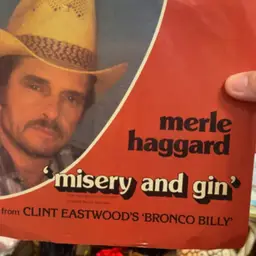 merle
haggard
'misery and gin'
from CLINT EASTWOOD'S 'BRONCO BILLY'